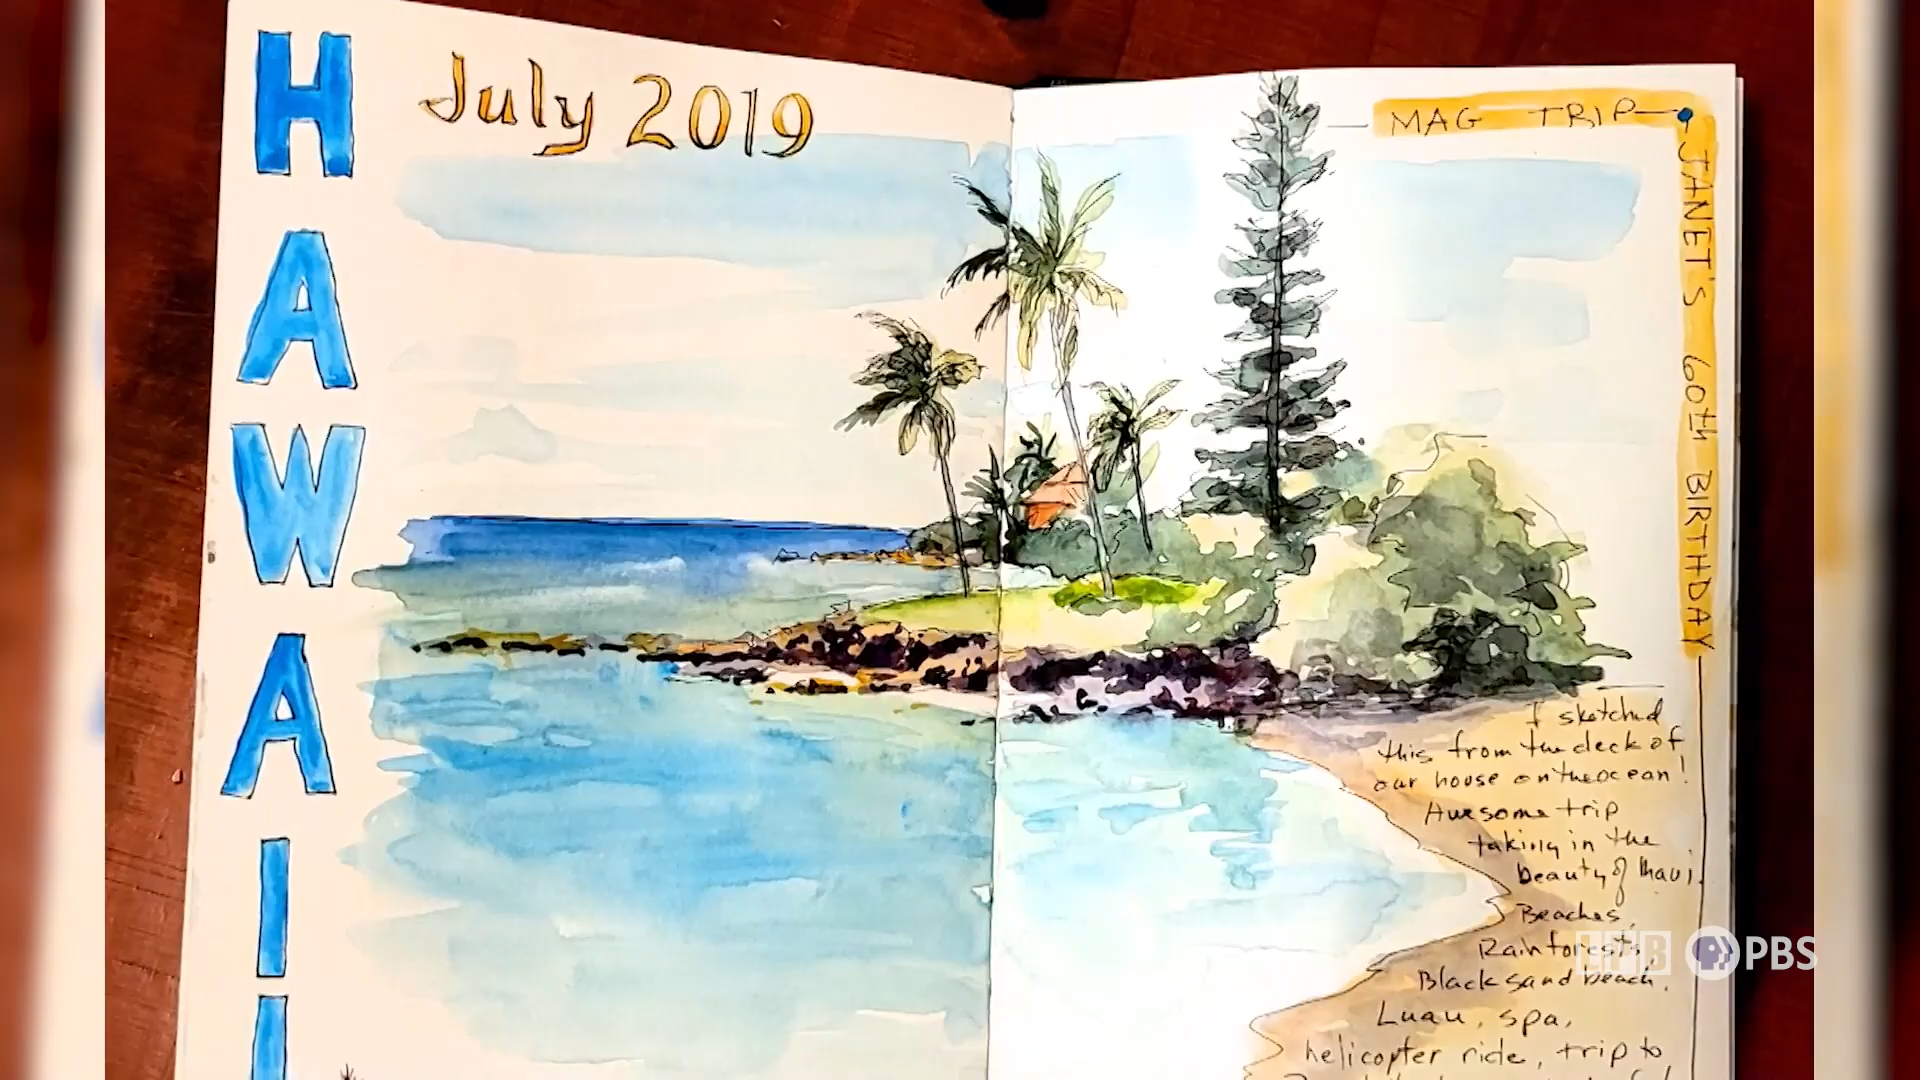 HAWAII
July 2019
MAG TRIP
JANET'S 60th BIRTHDAY
I sketched
this from the deck of
our house on the ocean!
Awesome trip
taking in the
beauty of Maui.
Beaches,
Rainforests,
Black sand beach,
Luau, spa,
helicopter ride, trip to
LPB PBS